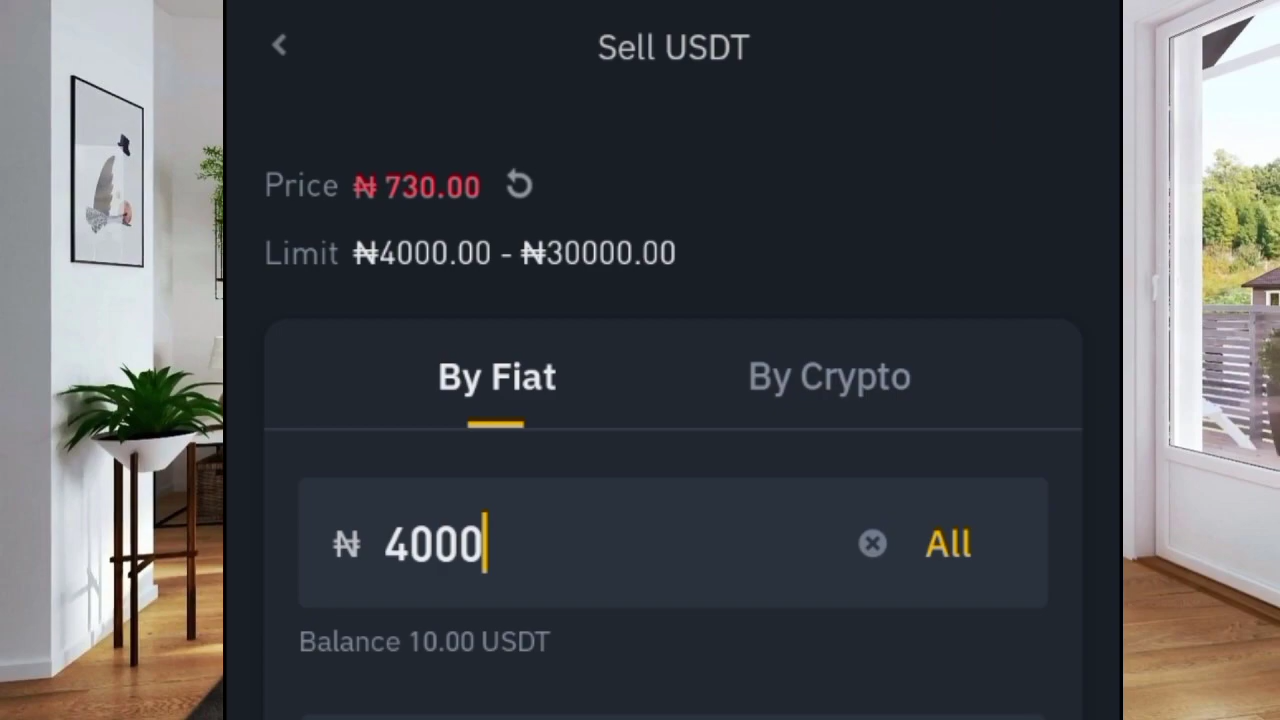 Sell USDT
Price ₦ 730.00
Limit ₦4000.00 - ₦30000.00
By Fiat By Crypto
₦ 4000 All
Balance 10.00 USDT